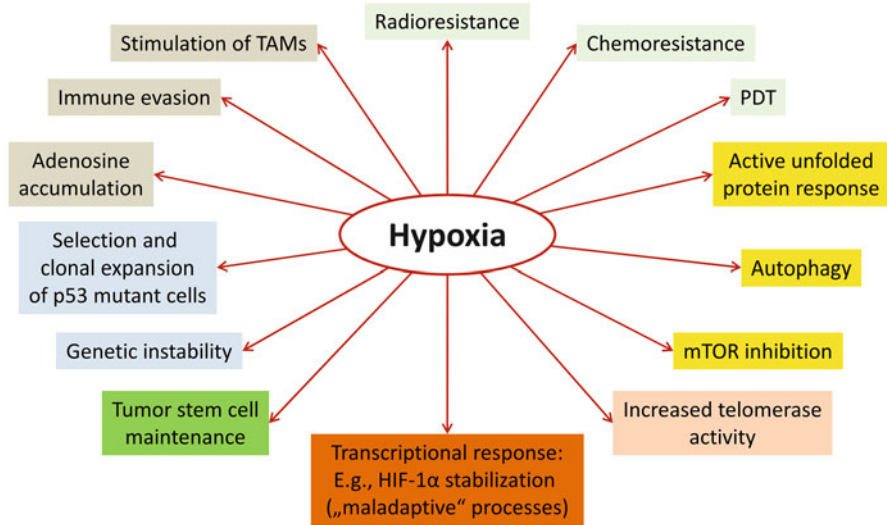 Radioresistance
Stimulation of TAMs
Chemoresistance
Immune evasion
PDT
Adenosine
accumulation
Active unfolded
protein response
Hypoxia
Selection and
clonal expansion
of p53 mutant cells
Autophagy
Genetic instability
mTOR inhibition
Tumor stem cell
maintenance
Increased telomerase
activity
Transcriptional response:
E.g., HIF-1α stabilization
(„maladaptive“ processes)